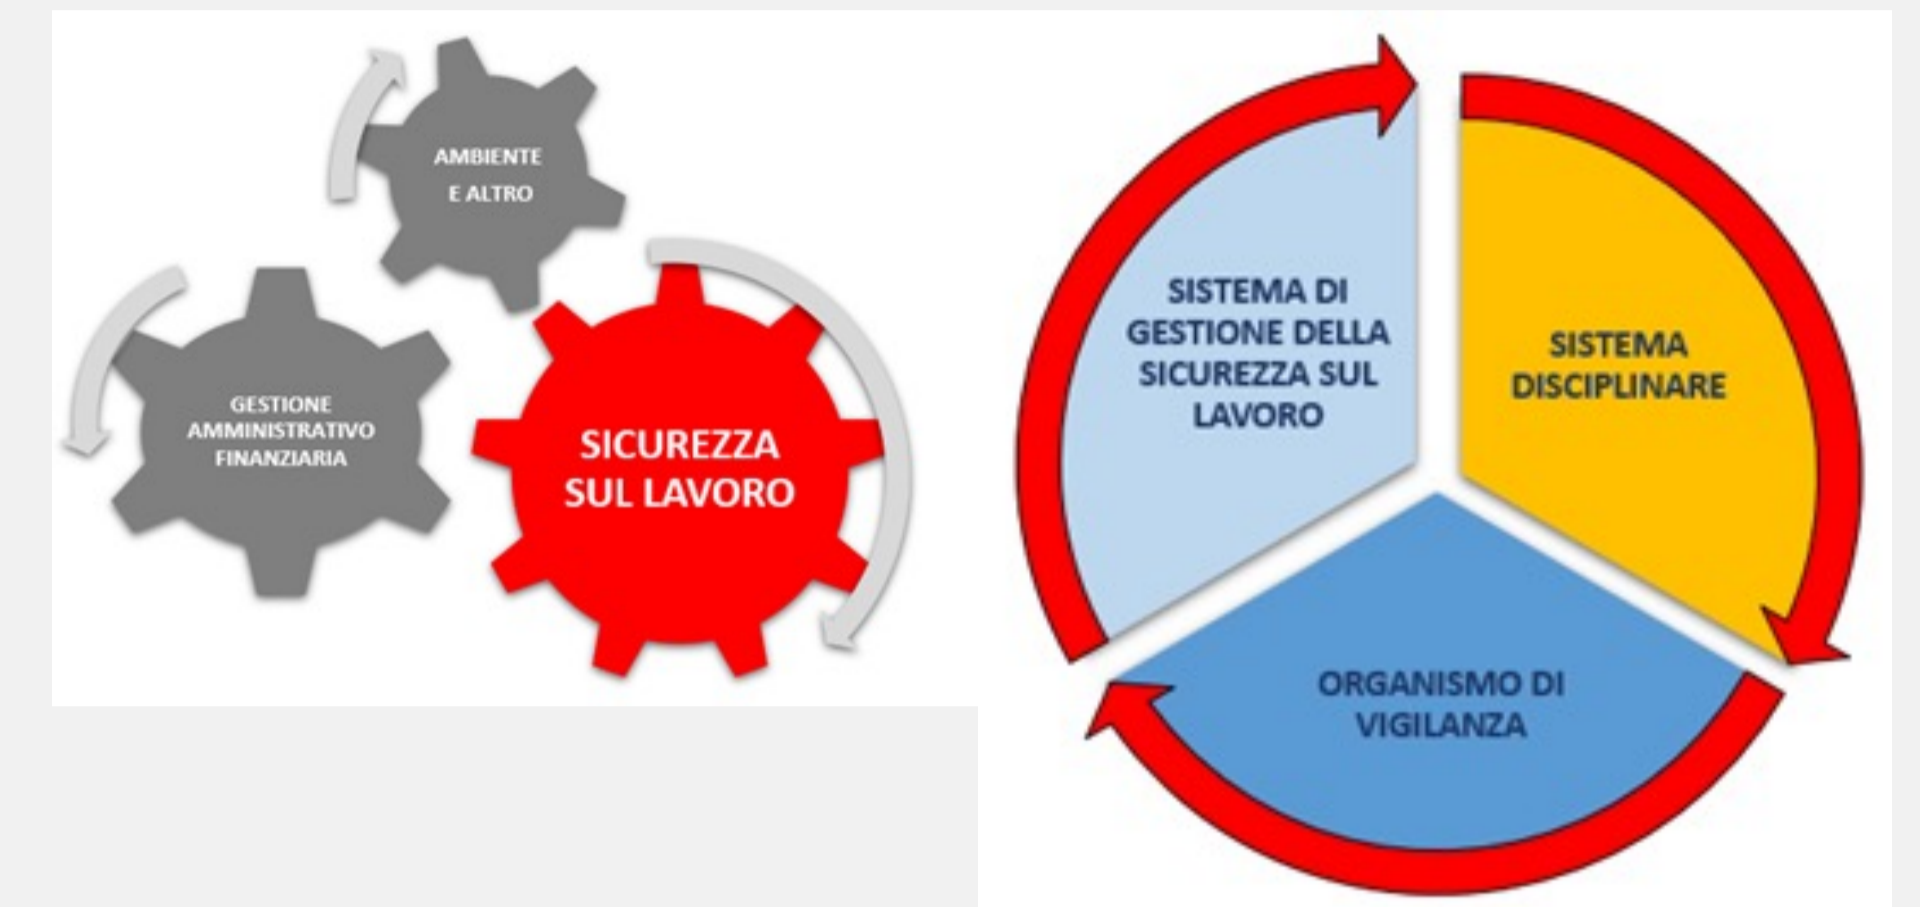 AMBIENTE
E ALTRO
GESTIONE
AMMINISTRATIVO
FINANZIARIA
SICUREZZA
SUL LAVORO
SISTEMA DI
GESTIONE DELLA
SICUREZZA SUL
LAVORO
SISTEMA
DISCIPLINARE
ORGANISMO DI
VIGILANZA